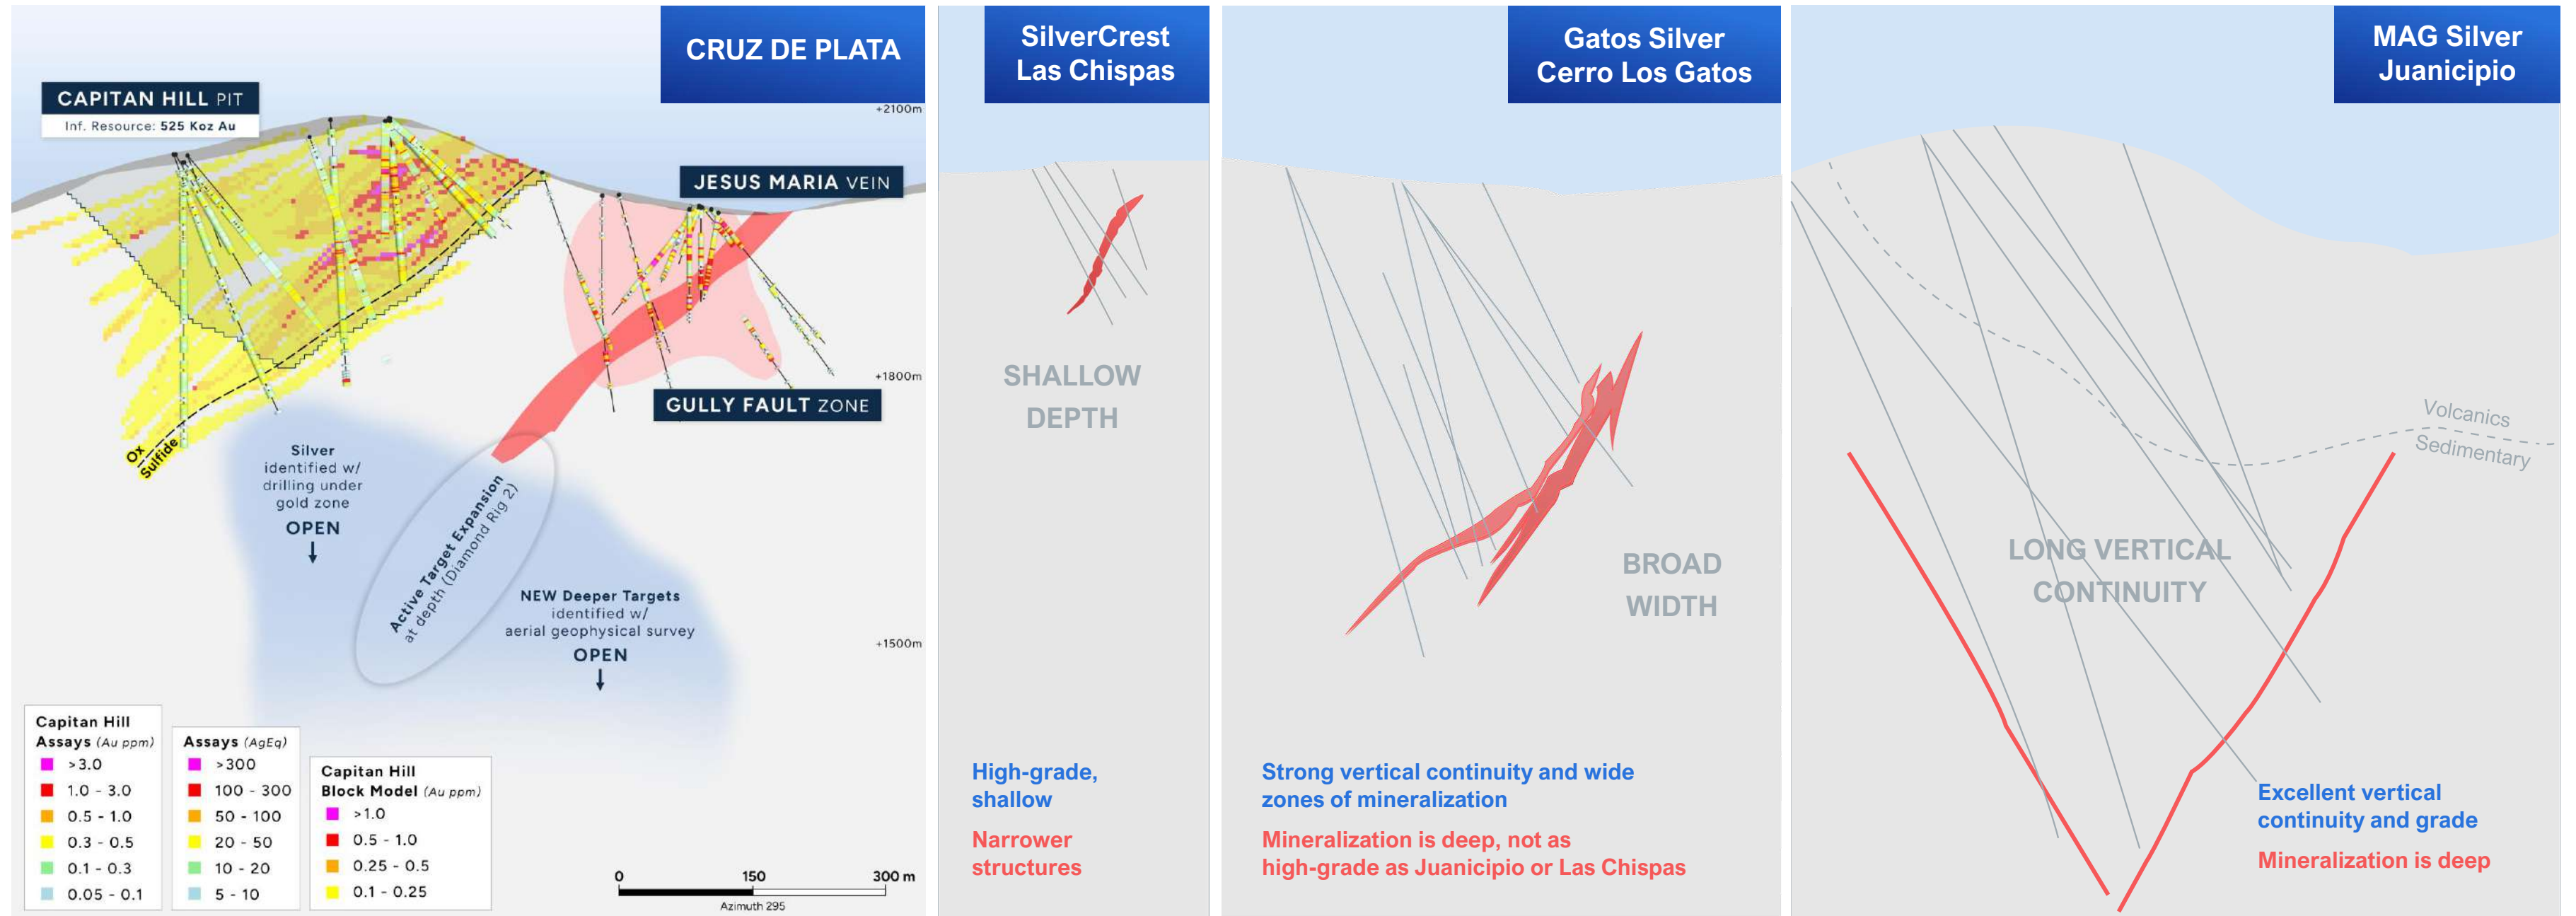 CRUZ DE PLATA
CAPITAN HILL PIT
Inf. Resource: 525 Koz Au
+2100m
JESUS MARIA VEIN
+1800m
GULLY FAULT ZONE
Ox
Sulfide
Silver
identified w/
drilling under
gold zone
OPEN
Active Target Expansion
at depth (Diamond Rig 2)
NEW Deeper Targets
identified w/
aerial geophysical survey
OPEN
+1500m
Capitan Hill
Assays (Au ppm)
>3.0
1.0 - 3.0
0.5 - 1.0
0.3 - 0.5
0.1 - 0.3
0.05 - 0.1
Assays (AgEq)
>300
100 - 300
50 - 100
20 - 50
10 - 20
5 - 10
Capitan Hill
Block Model (Au ppm)
>1.0
0.5 - 1.0
0.25 - 0.5
0.1 - 0.25
0 150 300 m
Azimuth 295
SilverCrest
Las Chispas
SHALLOW
DEPTH
High-grade,
shallow
Narrower
structures
Gatos Silver
Cerro Los Gatos
BROAD
WIDTH
Strong vertical continuity and wide
zones of mineralization
Mineralization is deep, not as
high-grade as Juanicipio or Las Chispas
MAG Silver
Juanicipio
Volcanics
Sedimentary
LONG VERTICAL
CONTINUITY
Excellent vertical
continuity and grade
Mineralization is deep